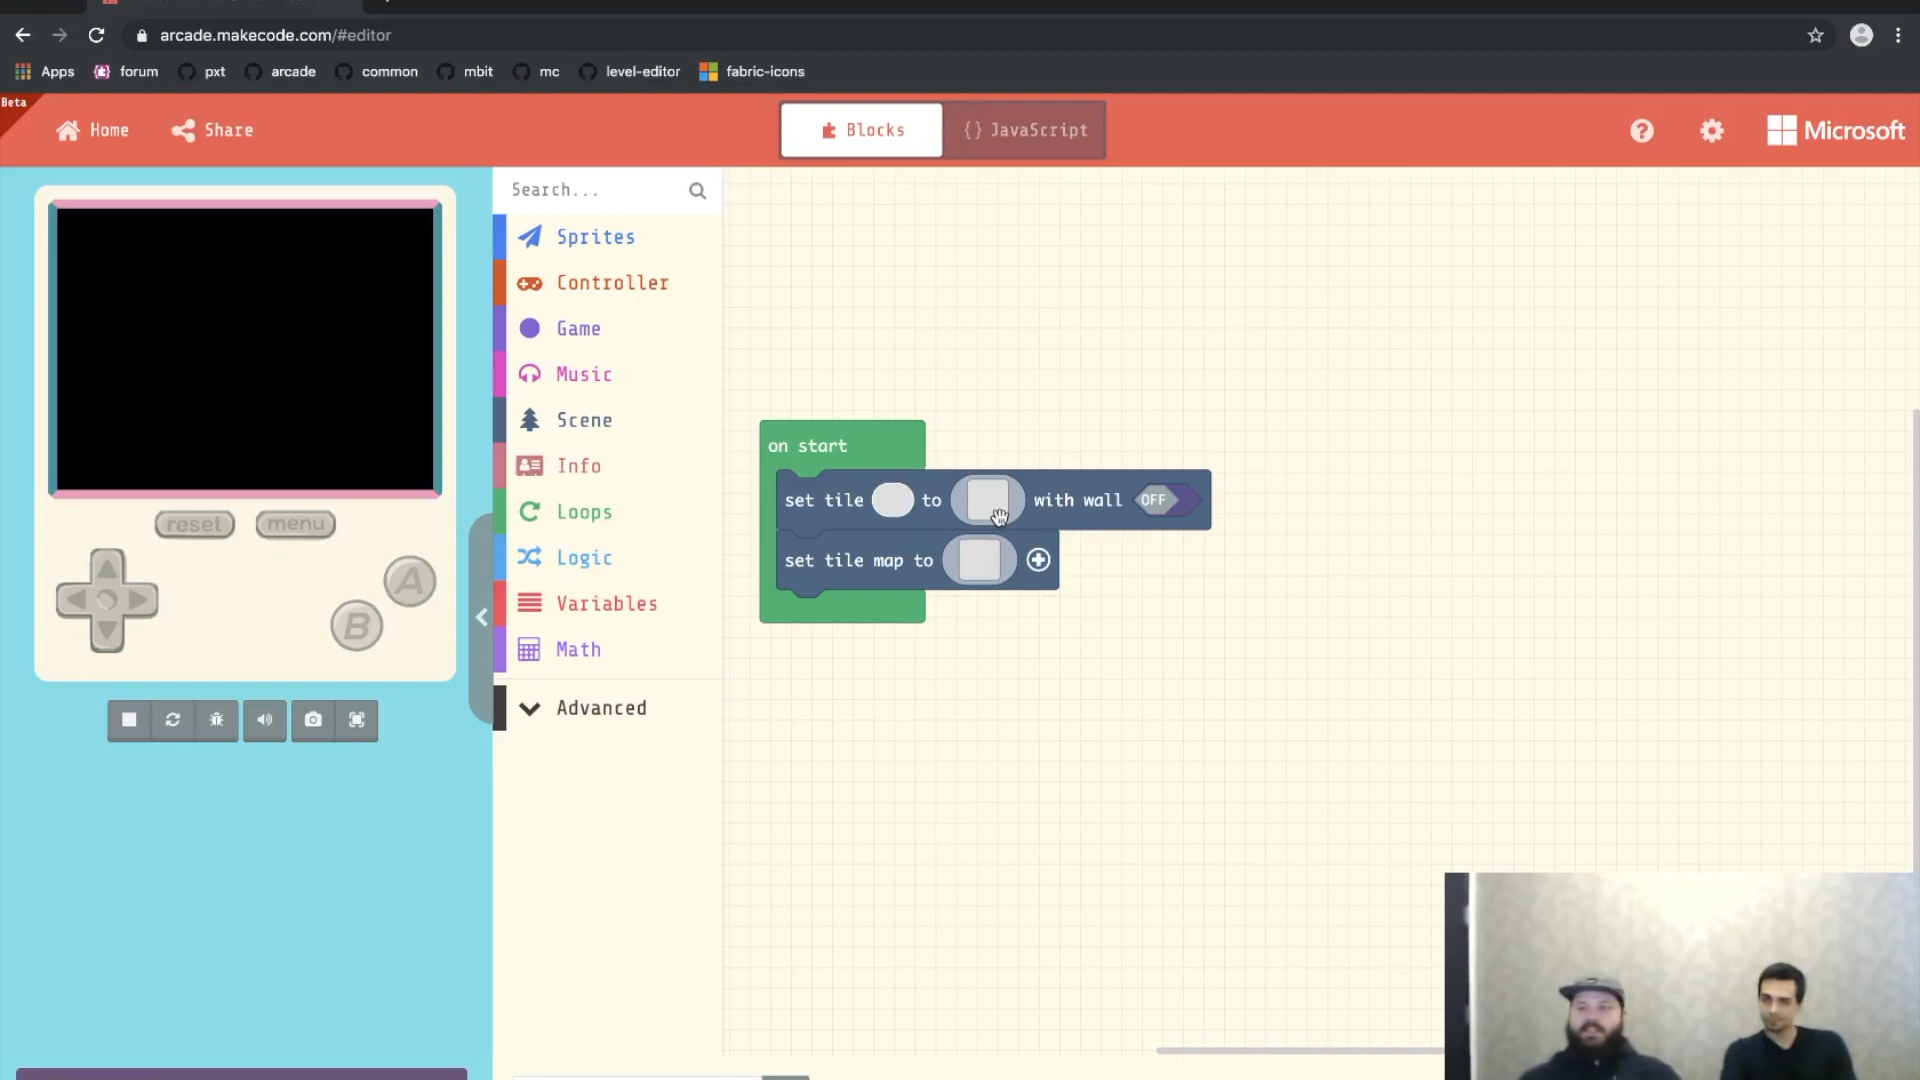 arcade.makecode.com/#editor
Apps forum pxt arcade common mbit mc level-editor fabric-icons
Beta
Home Share Blocks {} JavaScript ? Microsoft
Search...
Sprites
Controller
Game
Music
Scene
Info
Loops
Logic
Variables
Math
Advanced
reset menu
A
B
on start
set tile to with wall OFF
set tile map to